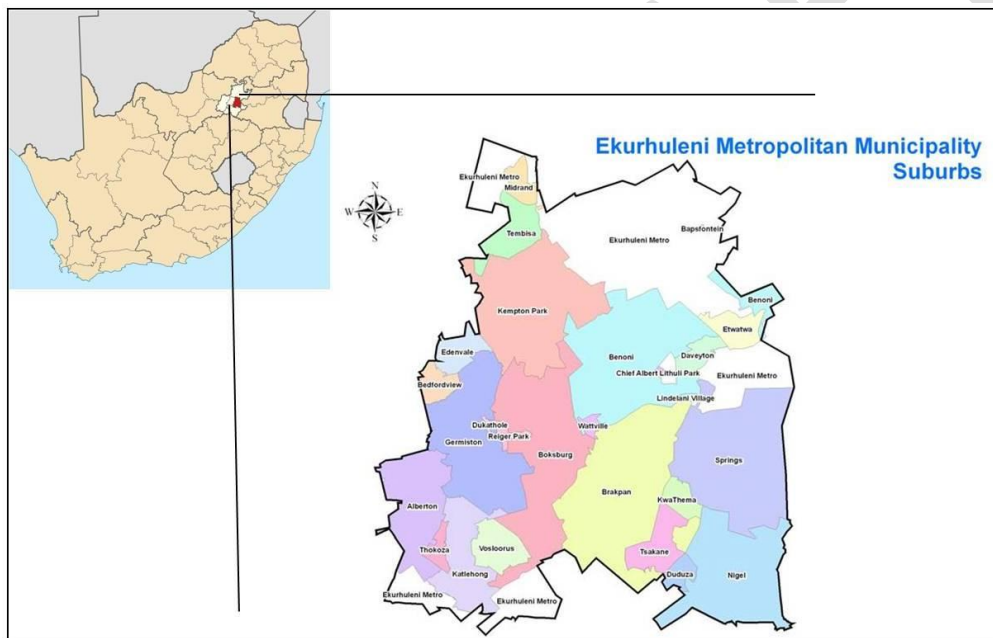 Ekurhuleni Metropolitan Municipality
Suburbs
N
W
E
S
Ekurhuleni Metro
Midrand
Tembisa
Bapsfontein
Ekurhuleni Metro
Benoni
Kempton Park
Etwatwa
Edenvale
Benoni
Daveyton
Chief Albert Lithuli Park
Ekurhuleni Metro
Bedfordview
Lindelani Village
Dukathole
Wattville
Reiger Park
Germiston
Boksburg
Springs
Brakpan
KwaThema
Alberton
Thokoza
Vosloorus
Tsakane
Katlehong
Duduza
Nigel
Ekurhuleni Metro
Ekurhuleni Metro